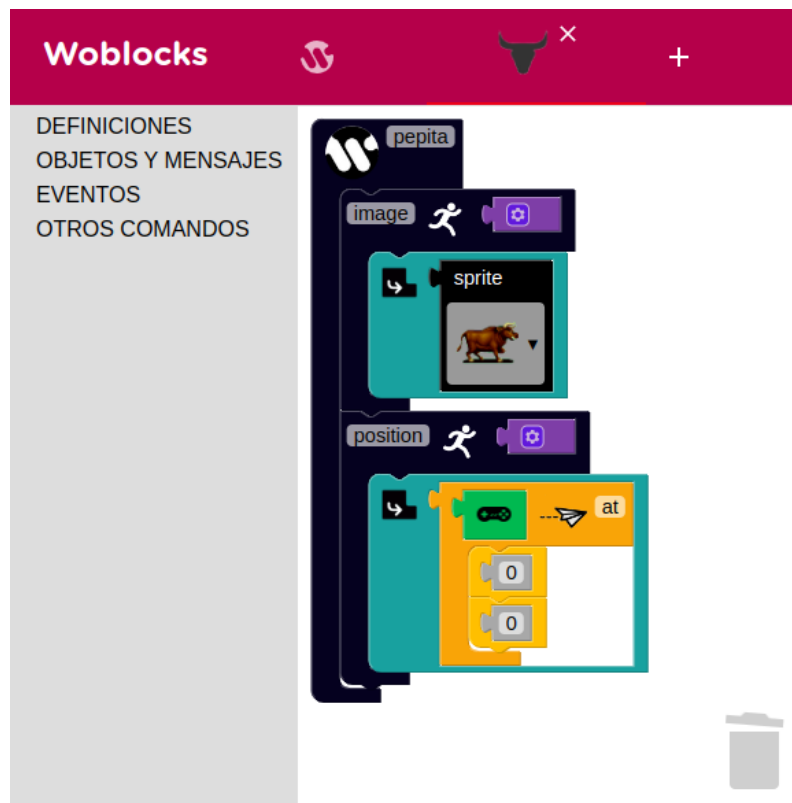 Woblocks
DEFINICIONES
OBJETOS Y MENSAJES
EVENTOS
OTROS COMANDOS
pepita
image
sprite
position
at
0
0